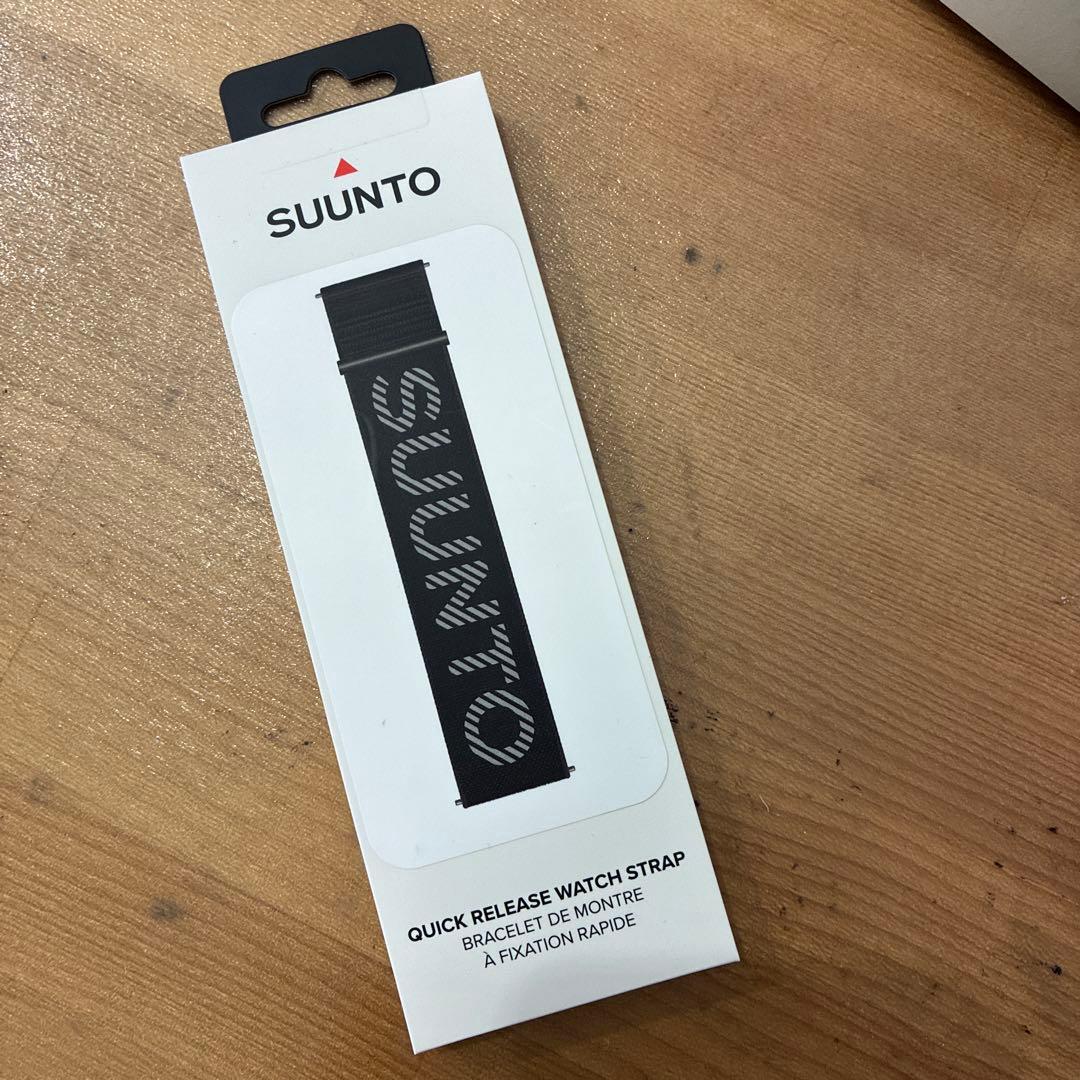 SUUNTO
SUUNTO
QUICK RELEASE WATCH STRAP
BRACELET DE MONTRE
À FIXATION RAPIDE